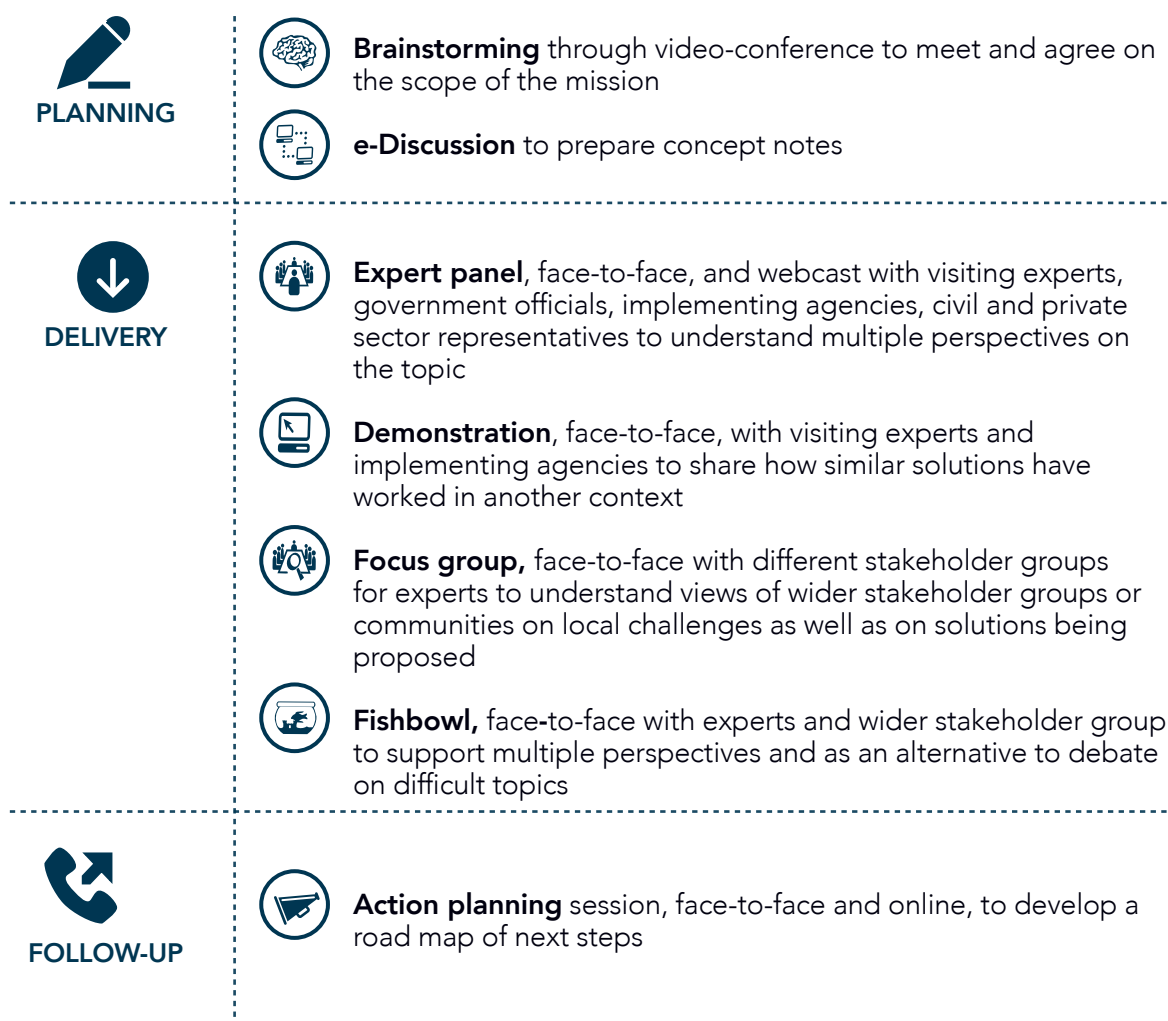 PLANNING
Brainstorming through video-conference to meet and agree on
the scope of the mission
e-Discussion to prepare concept notes
DELIVERY
Expert panel, face-to-face, and webcast with visiting experts,
government officials, implementing agencies, civil and private
sector representatives to understand multiple perspectives on
the topic
Demonstration, face-to-face, with visiting experts and
implementing agencies to share how similar solutions have
worked in another context
Focus group, face-to-face with different stakeholder groups
for experts to understand views of wider stakeholder groups or
communities on local challenges as well as on solutions being
proposed
Fishbowl, face-to-face with experts and wider stakeholder group
to support multiple perspectives and as an alternative to debate
on difficult topics
FOLLOW-UP
Action planning session, face-to-face and online, to develop a
road map of next steps